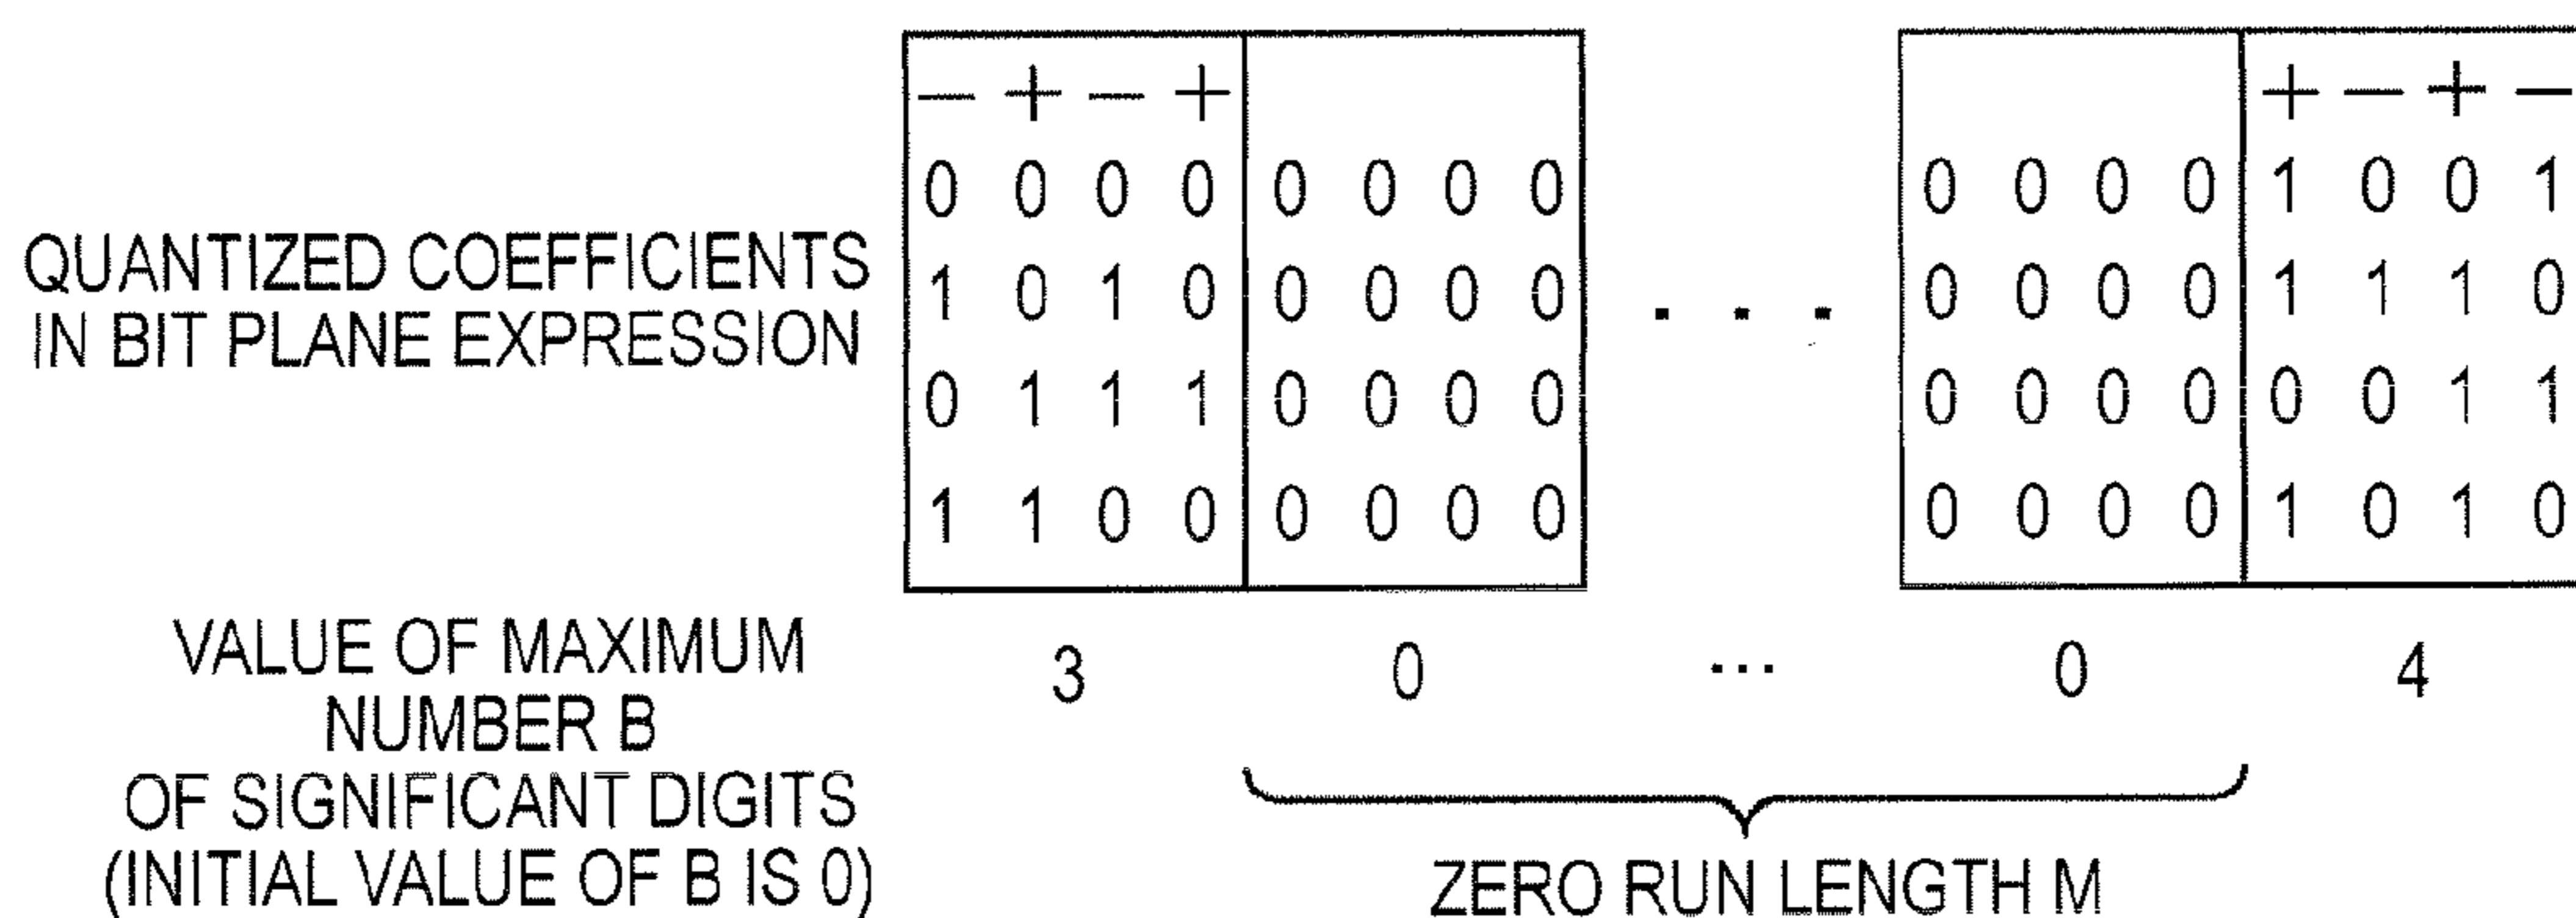 − + − + + − + −
0 0 0 0 0 0 0 0 0 0 0 0 1 0 0 1
QUANTIZED COEFFICIENTS
IN BIT PLANE EXPRESSION
1 0 1 0 0 0 0 0 . . . 0 0 0 0 1 1 1 0
0 1 1 1 0 0 0 0 0 0 0 0 0 0 1 1
1 1 0 0 0 0 0 0 0 0 0 0 1 0 1 0
VALUE OF MAXIMUM
NUMBER B
OF SIGNIFICANT DIGITS
(INITIAL VALUE OF B IS 0)
3 0 ... 0 4
ZERO RUN LENGTH M